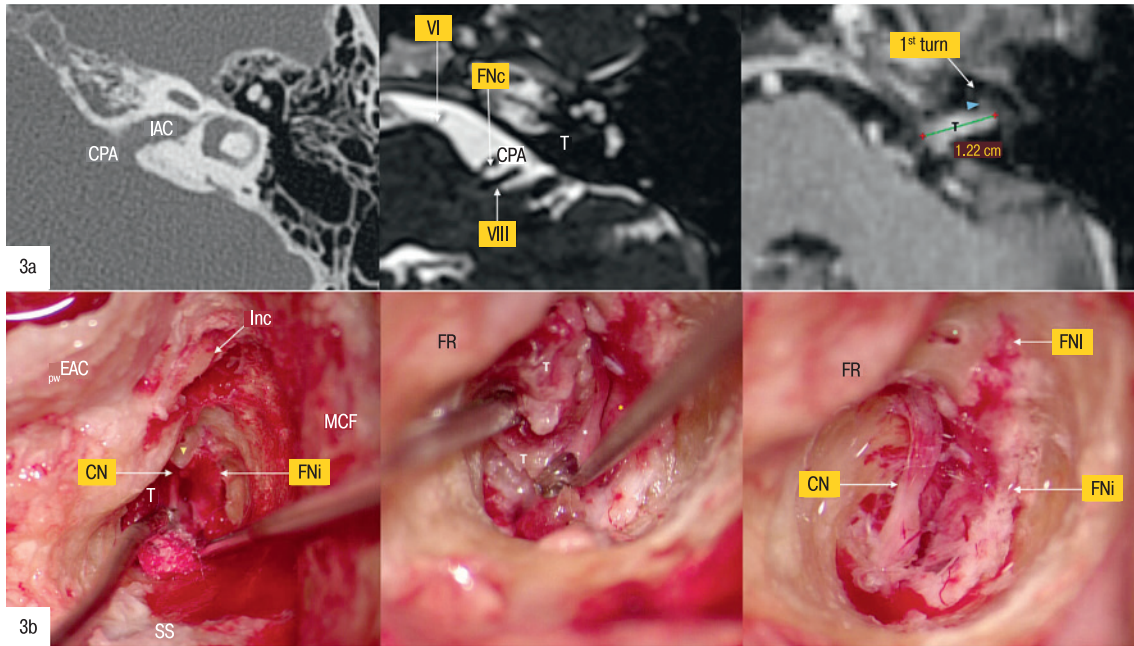 VI
1st turn
FNc
IAC
CPA
CPA
T
T
1.22 cm
VIII
3a
Inc
pwEAC
FR
T
FNI
FR
MCF
CN
FNi
T
T
CN
FNi
SS
3b